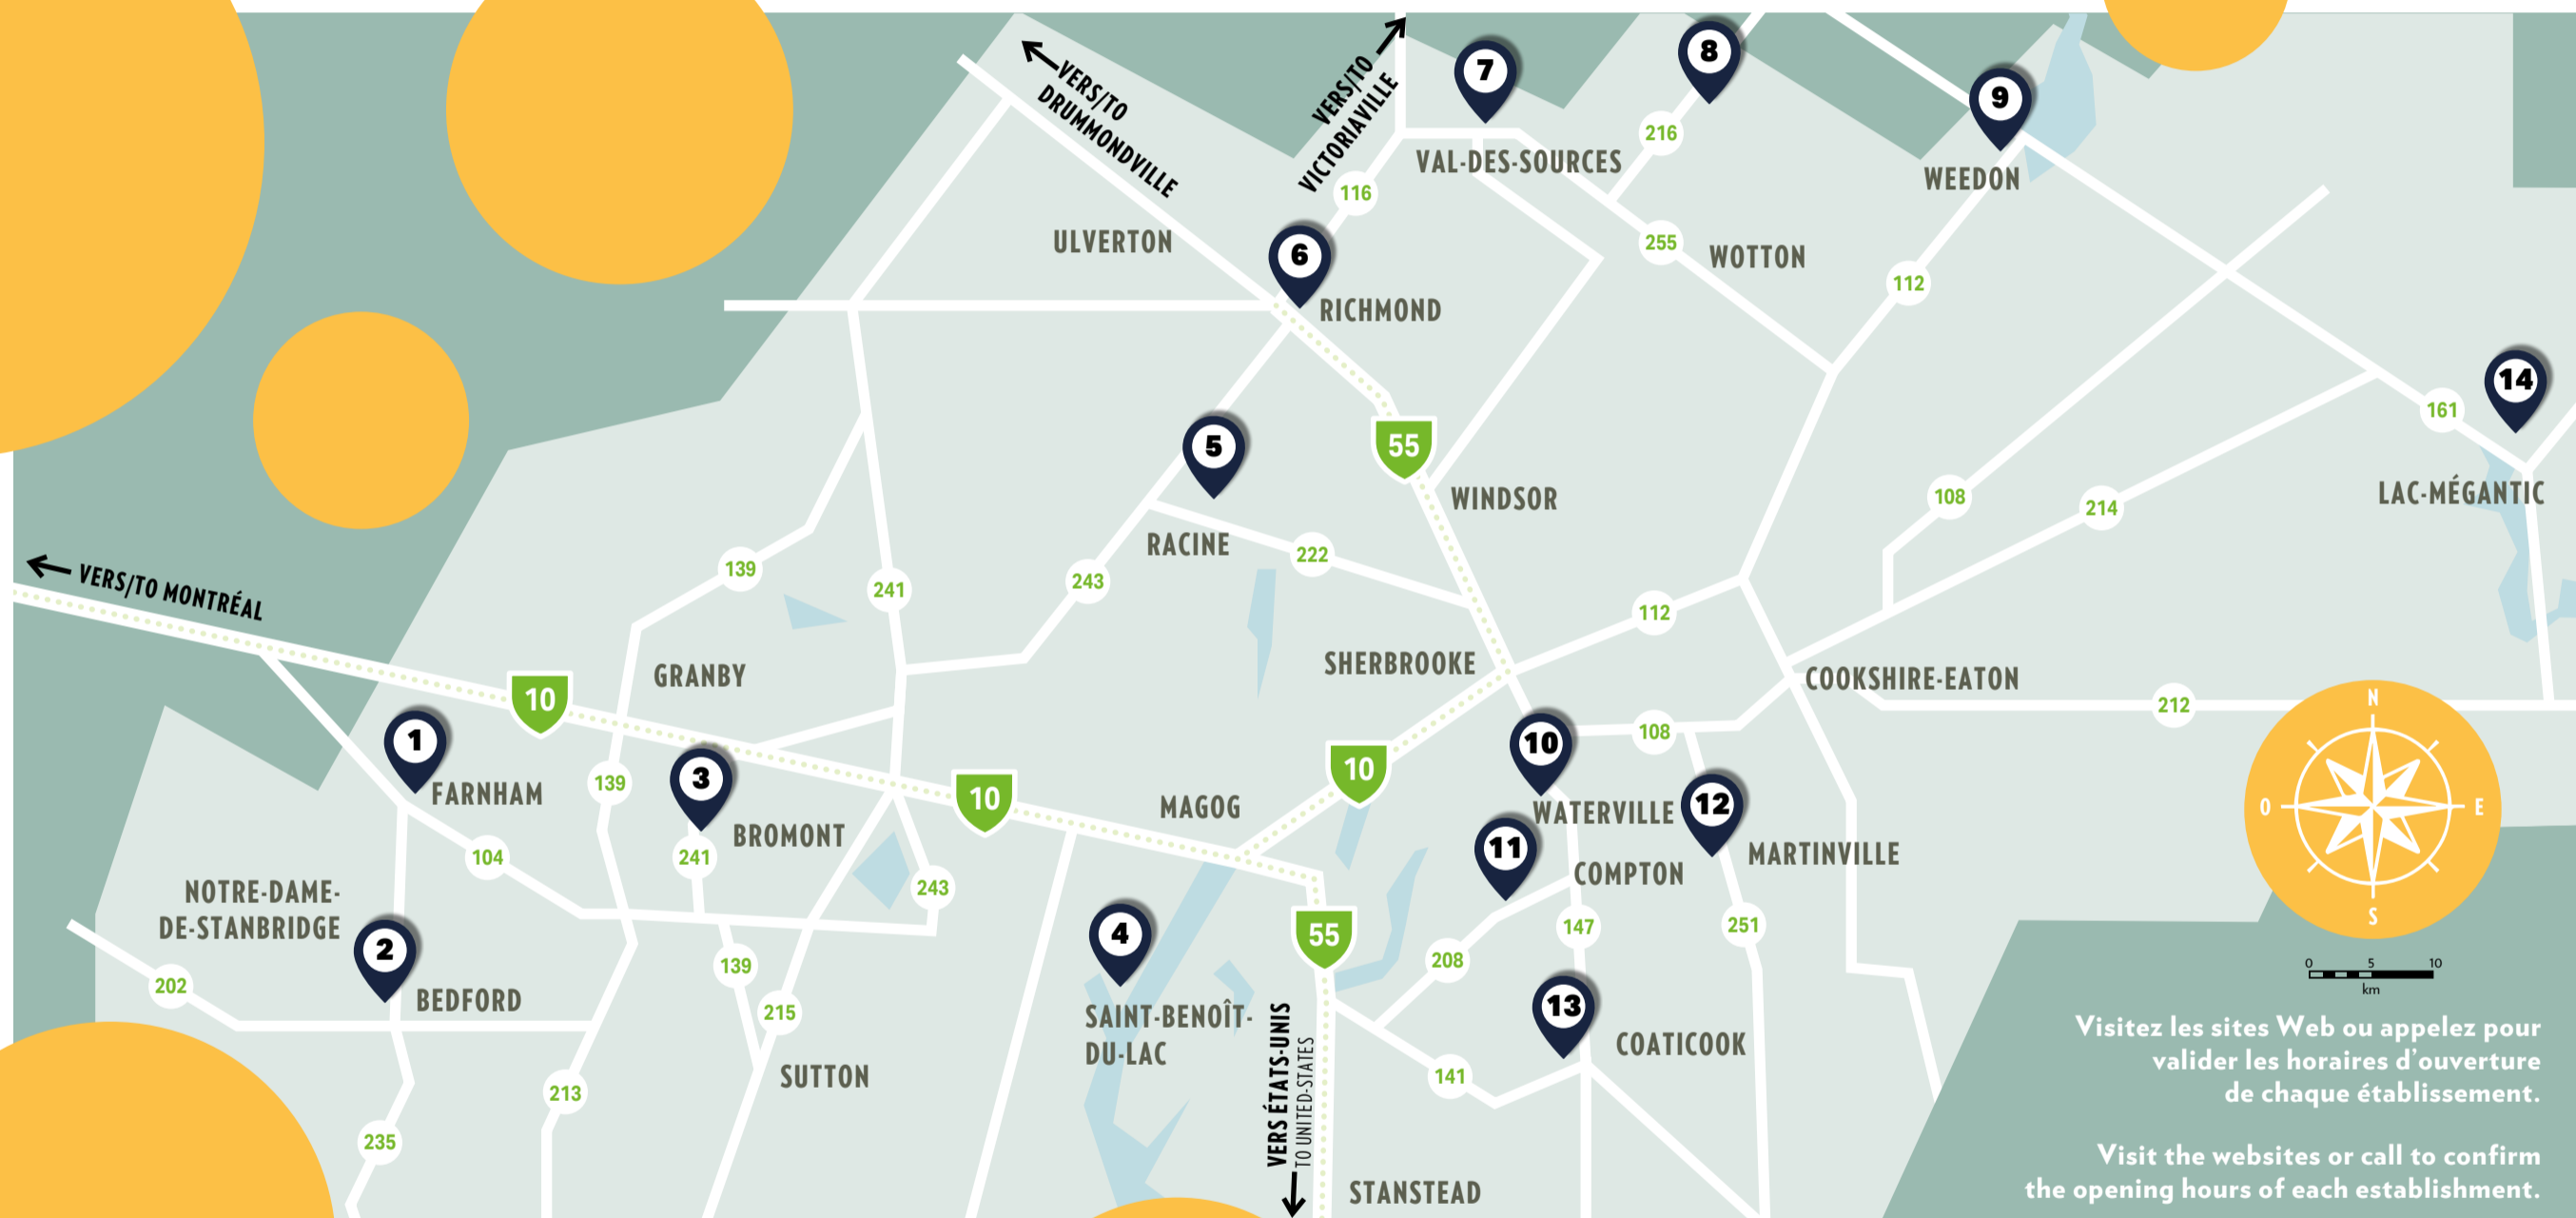 VERS/TO
DRUMMONDVILLE
VERS/TO
VICTORIAVILLE
7
8
9
216
VAL-DES-SOURCES
WEEDON
116
ULVERTON
6
255
WOTTON
112
RICHMOND
14
161
5
55
WINDSOR
108
214
LAC-MÉGANTIC
RACINE
222
139
241
243
VERS/TO MONTRÉAL
112
GRANBY
SHERBROOKE
COOKSHIRE-EATON
10
212
N
1
3
10
108
10
139
FARNHAM
10
MAGOG
WATERVILLE
12
O
E
BROMONT
11
MARTINVILLE
104
241
COMPTON
243
NOTRE-DAME-
DE-STANBRIDGE
S
2
4
55
147
251
139
208
0 5 10
km
202
BEDFORD
215
SAINT-BENOÎT-
DU-LAC
13
COATICOOK
SUTTON
141
213
235
VERS ÉTATS-UNIS
TO UNITED-STATES
STANSTEAD
Visitez les sites Web ou appelez pour
valider les horaires d'ouverture
de chaque établissement.
Visit the websites or call to confirm
the opening hours of each establishment.